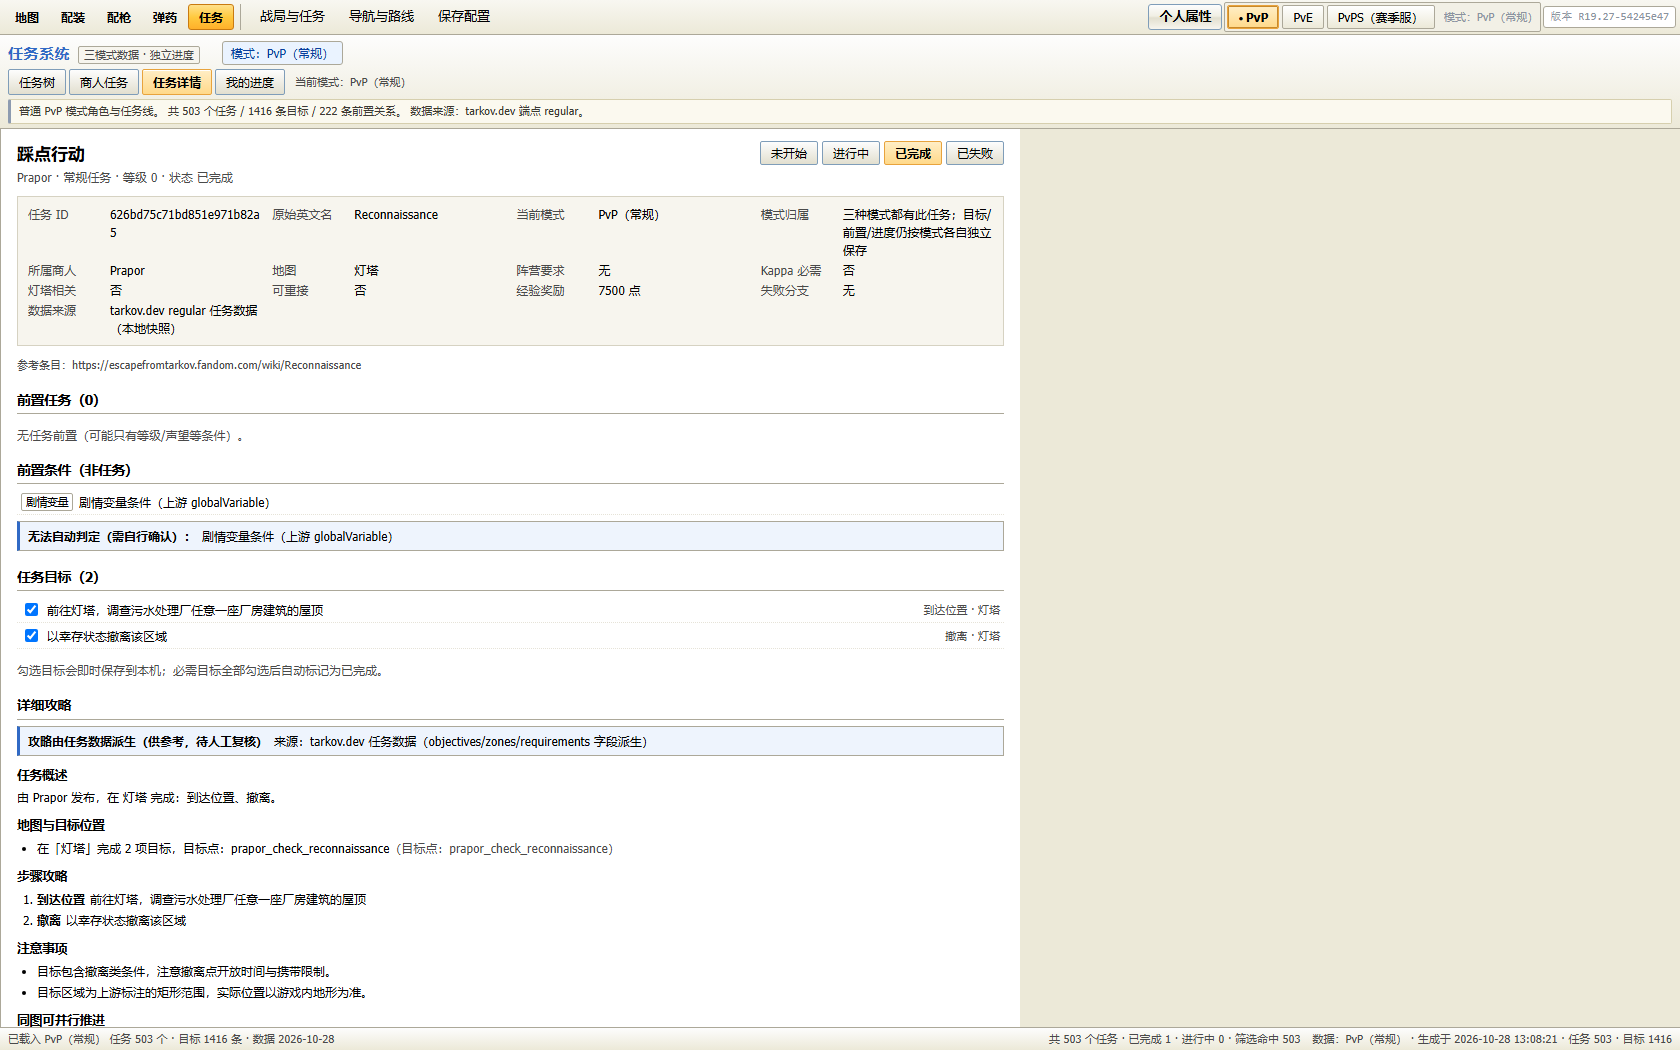 地图 配装 配枪 弹药 任务 战局与任务 导航与路线 保存配置 个人属性 • PvP PvE PvPS（赛季服） 模式：PvP（常规） 版本 R19.27-54245e47
任务系统 三模式数据 · 独立进度 模式：PvP（常规）
任务树 商人任务 任务详情 我的进度 当前模式：PvP（常规）
普通 PvP 模式角色与任务线。 共 503 个任务 / 1416 条目标 / 222 条前置关系。 数据来源：tarkov.dev 端点 regular。
踩点行动 未开始 进行中 已完成 已失败
Prapor · 常规任务 · 等级 0 · 状态 已完成
任务 ID 626bd75c71bd851e971b82a5 原始英文名 Reconnaissance 当前模式 PvP（常规） 模式归属 三种模式都有此任务；目标/前置/进度仍按模式各自独立保存
所属商人 Prapor 地图 灯塔 阵营要求 无 Kappa 必需 否
灯塔相关 否 可重接 否 经验奖励 7500 点 失败分支 无
数据来源 tarkov.dev regular 任务数据（本地快照）
参考条目：https://escapefromtarkov.fandom.com/wiki/Reconnaissance
前置任务（0）
无任务前置（可能只有等级/声望等条件）。
前置条件（非任务）
剧情变量 剧情变量条件（上游 globalVariable）
无法自动判定（需自行确认）： 剧情变量条件（上游 globalVariable）
任务目标（2）
前往灯塔，调查污水处理厂任意一座厂房建筑的屋顶 到达位置 · 灯塔
以幸存状态撤离该区域 撤离 · 灯塔
勾选目标会即时保存到本机；必需目标全部勾选后自动标记为已完成。
详细攻略
攻略由任务数据派生（供参考，待人工复核） 来源：tarkov.dev 任务数据（objectives/zones/requirements 字段派生）
任务概述
由 Prapor 发布，在 灯塔 完成：到达位置、撤离。
地图与目标位置
• 在「灯塔」完成 2 项目标，目标点：prapor_check_reconnaissance（目标点：prapor_check_reconnaissance）
步骤攻略
1. 到达位置 前往灯塔，调查污水处理厂任意一座厂房建筑的屋顶
2. 撤离 以幸存状态撤离该区域
注意事项
• 目标包含撤离类条件，注意撤离点开放时间与携带限制。
• 目标区域为上游标注的矩形范围，实际位置以游戏内地形为准。
同图可并行推进
已载入 PvP（常规） 任务 503 个 · 目标 1416 条 · 数据 2026-10-28 共 503 个任务 · 已完成 1 · 进行中 0 · 筛选命中 503 数据：PvP（常规） · 生成于 2026-10-28 13:08:21 · 任务 503 · 目标 1416